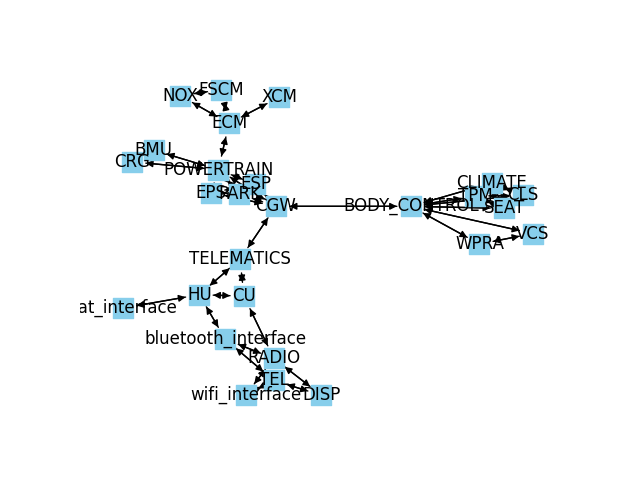 NOX
FSCM
XCM
ECM
BMU
CRG
POWERTRAIN
ESP
EPS
PARK
CGW
BODY_CONTROLS
CLIMATE
TPM
CLS
SEAT
VCS
WPRA
TELEMATICS
HU
CU
at_interface
bluetooth_interface
RADIO
TEL
wifi_interface
DISP